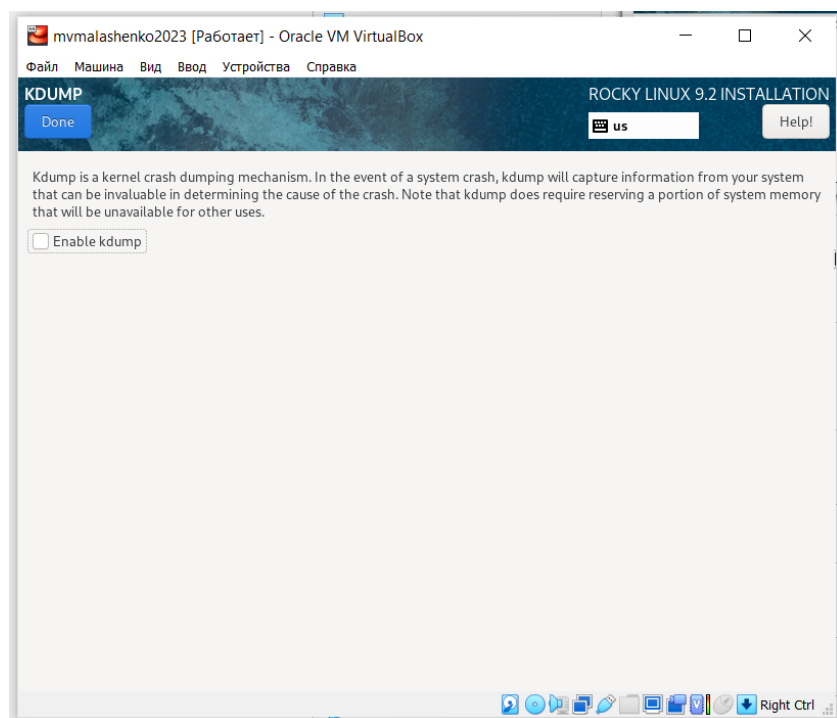 mvmalashenko2023 [Работает] - Oracle VM VirtualBox
Файл Машина Вид Ввод Устройства Справка
KDUMP
ROCKY LINUX 9.2 INSTALLATION
Done
us
Help!
Kdump is a kernel crash dumping mechanism. In the event of a system crash, kdump will capture information from your system
that can be invaluable in determining the cause of the crash. Note that kdump does require reserving a portion of system memory
that will be unavailable for other uses.
Enable kdump
Right Ctrl